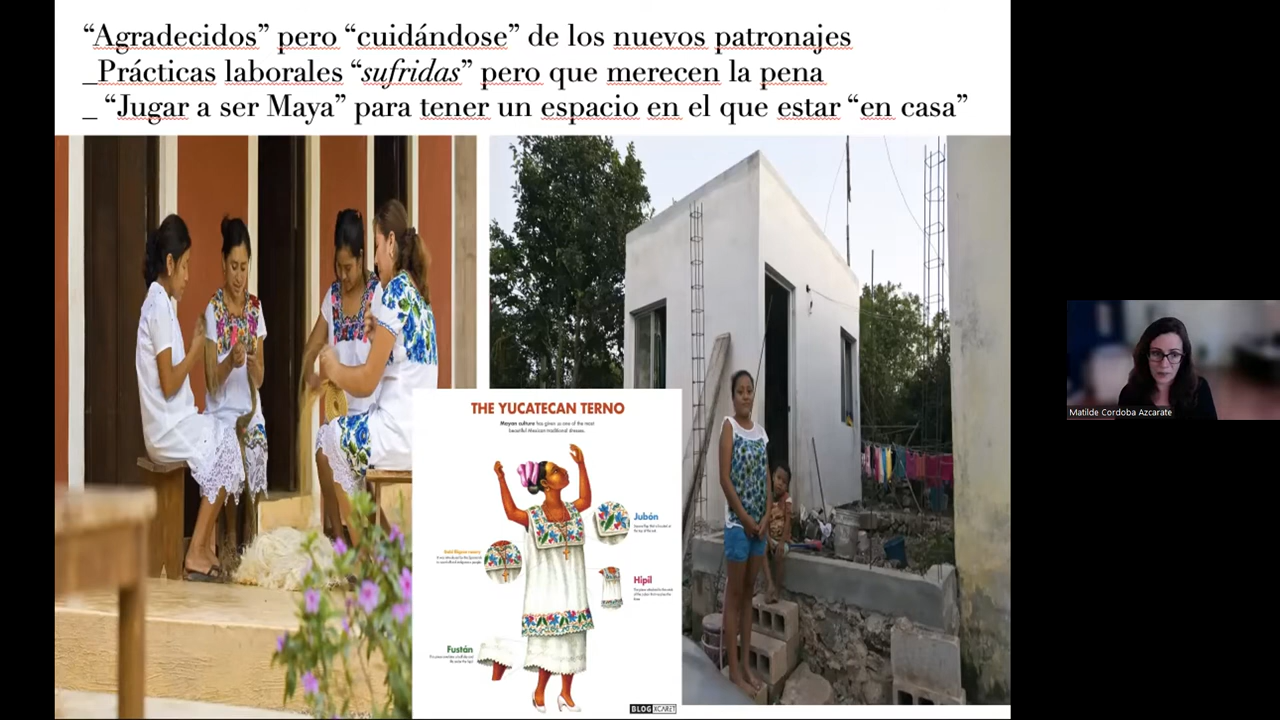 “Agradecidos” pero “cuidándose” de los nuevos patronajes
_Prácticas laborales “sufridas” pero que merecen la pena
_ “Jugar a ser Maya” para tener un espacio en el que estar “en casa”
THE YUCATECAN TERNO
Mayan culture has given us one of the most
beautiful Mexican traditional dresses.
Jubón
Hipil
Fustán
BLOG XCARET
Matilde Cordoba Azcarate